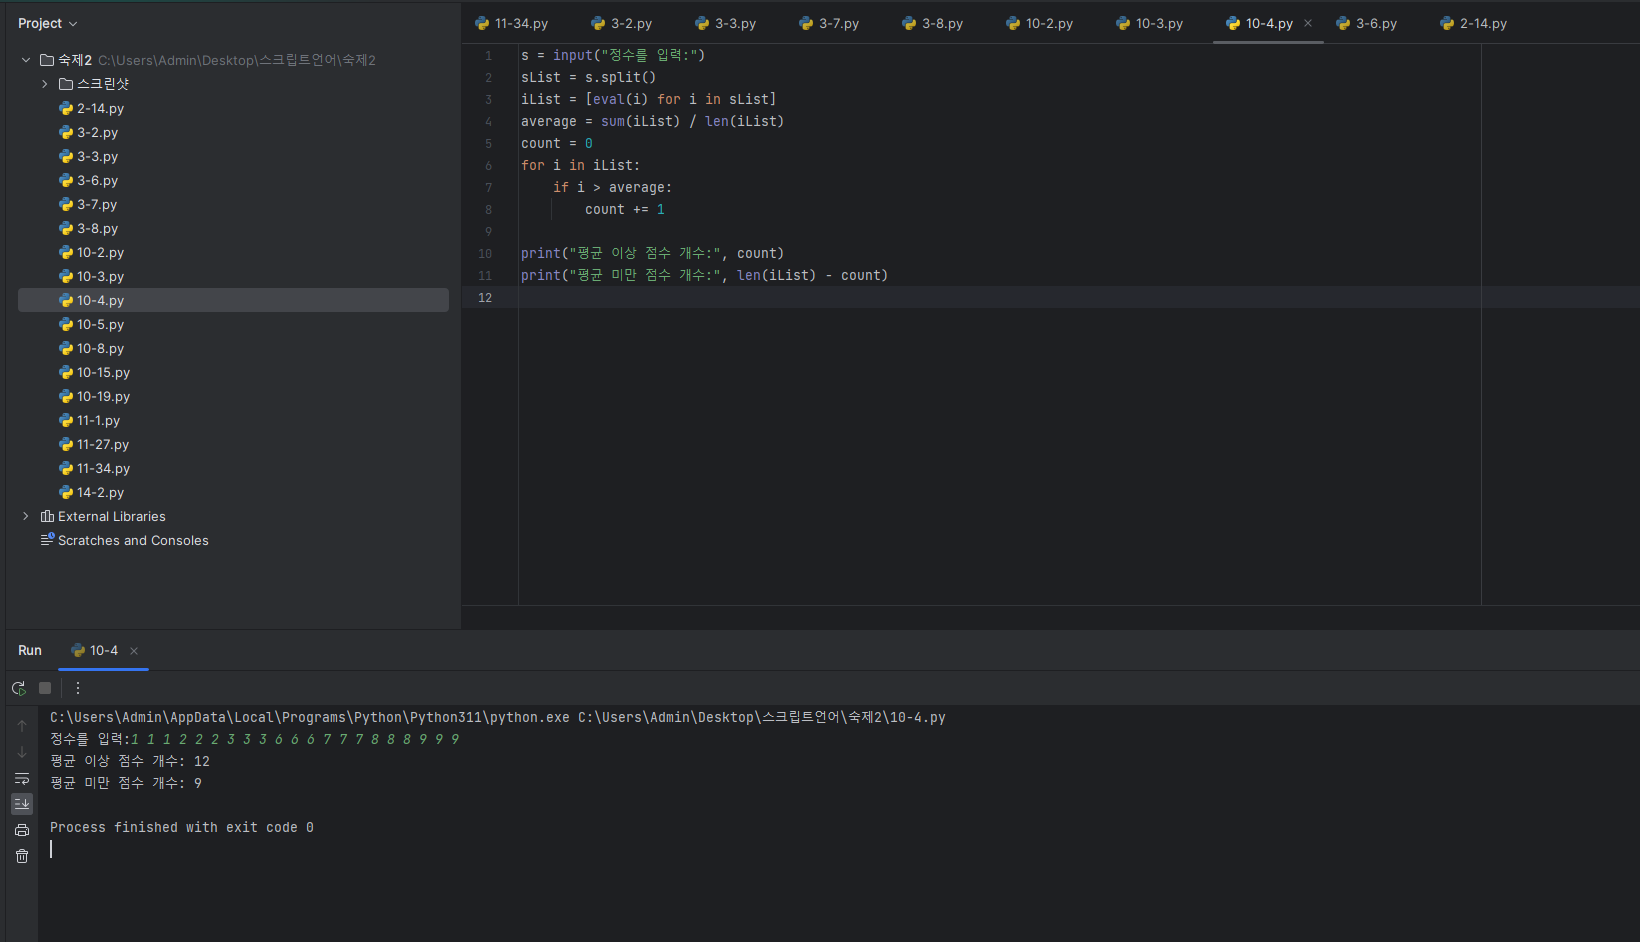 Project
숙제2 C:\Users\Admin\Desktop\스크립트언어\숙제2
스크린샷
2-14.py
3-2.py
3-3.py
3-6.py
3-7.py
3-8.py
10-2.py
10-3.py
10-4.py
10-5.py
10-8.py
10-15.py
10-19.py
11-1.py
11-27.py
11-34.py
14-2.py
External Libraries
Scratches and Consoles
11-34.py 3-2.py 3-3.py 3-7.py 3-8.py 10-2.py 10-3.py 10-4.py 3-6.py 2-14.py
1 s = input("정수를 입력:")
2 sList = s.split()
3 iList = [eval(i) for i in sList]
4 average = sum(iList) / len(iList)
5 count = 0
6 for i in iList:
7 if i > average:
8 count += 1
9
10 print("평균 이상 점수 개수:", count)
11 print("평균 미만 점수 개수:", len(iList) - count)
12
Run 10-4
C:\Users\Admin\AppData\Local\Programs\Python\Python311\python.exe C:\Users\Admin\Desktop\스크립트언어\숙제2\10-4.py
정수를 입력:1 1 1 2 2 2 3 3 3 6 6 6 7 7 7 8 8 8 9 9 9
평균 이상 점수 개수: 12
평균 미만 점수 개수: 9
Process finished with exit code 0